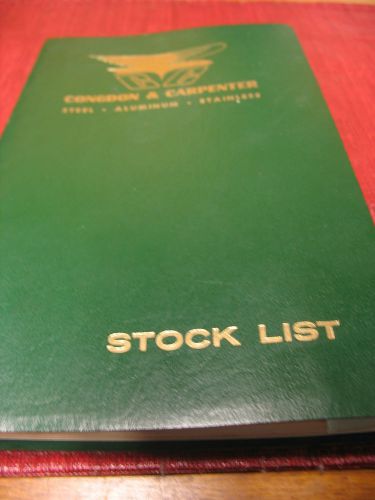 CONGDON & CARPENTER
STEEL · ALUMINUM · STAINLESS
STOCK LIST